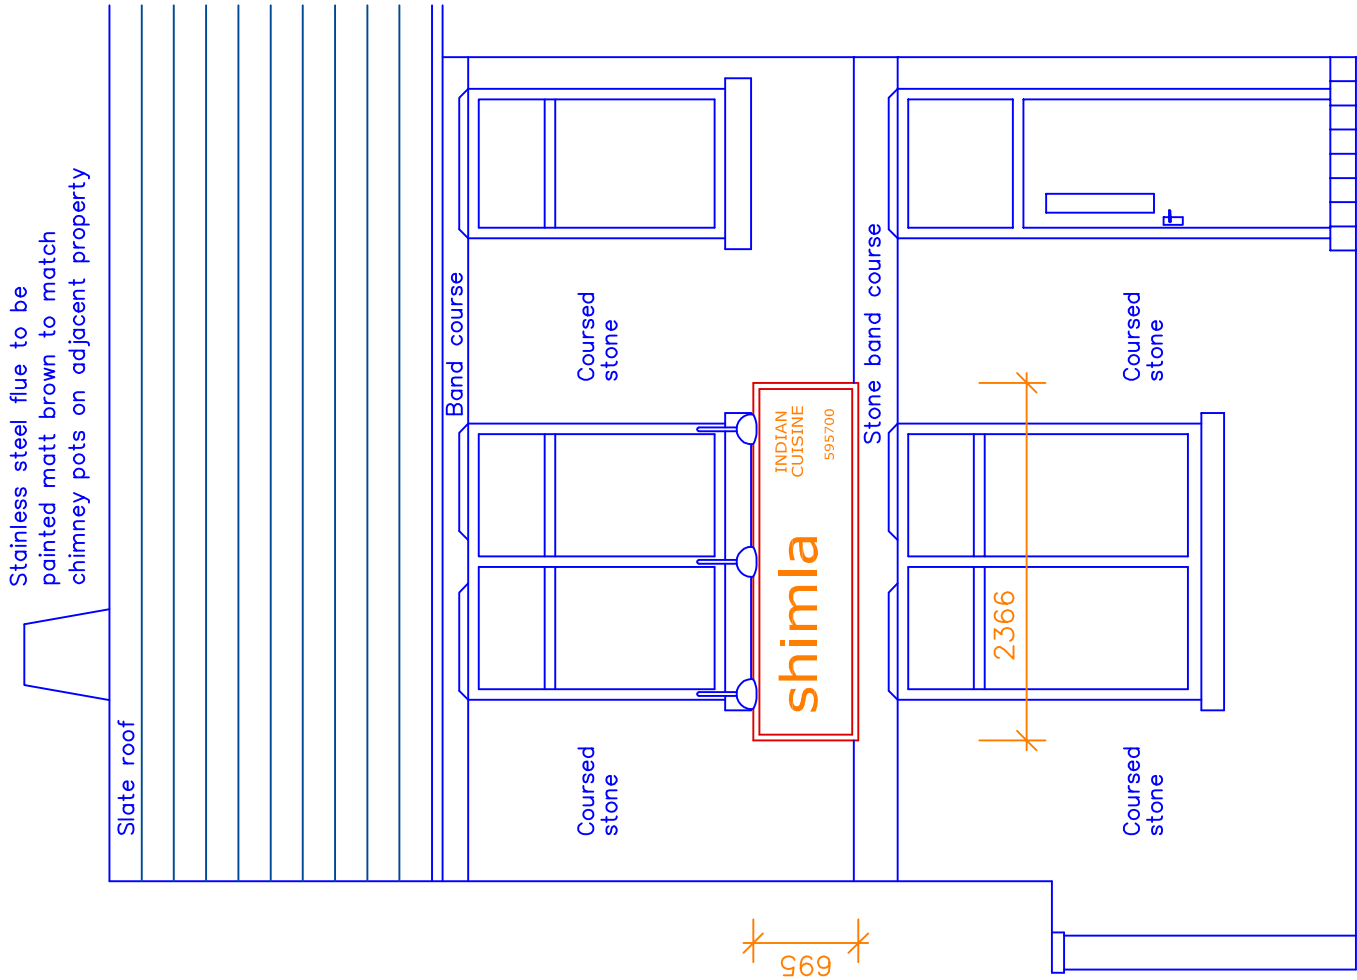 Stainless steel flue to be
painted matt brown to match
chimney pots on adjacent property
Slate roof
Band course
Coursed
stone
Coursed
stone
shimla
INDIAN
CUISINE
595700
Stone band course
695
2366
Coursed
stone
Coursed
stone